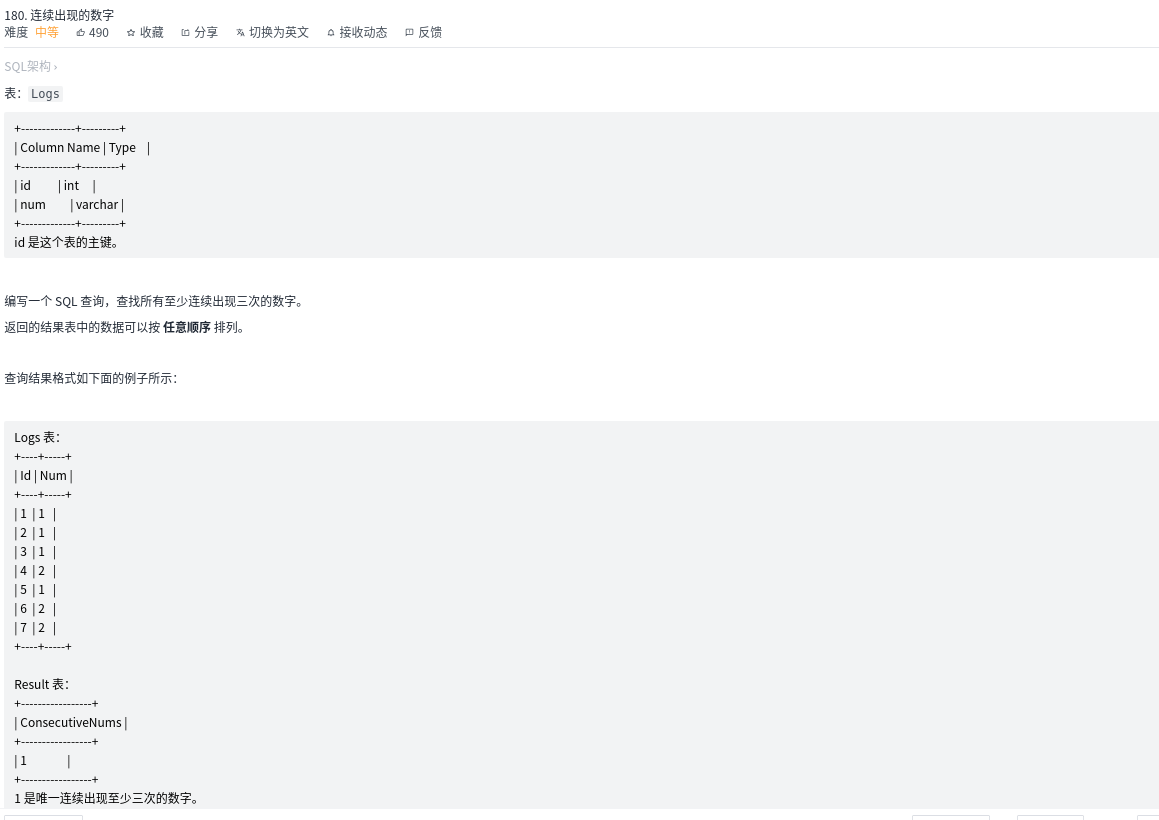 180. 连续出现的数字
难度 中等 490 收藏 分享 切换为英文 接收动态 反馈
SQL架构 ›
表：Logs
+-------------+---------+
| Column Name | Type    |
+-------------+---------+
| id          | int     |
| num         | varchar |
+-------------+---------+
id 是这个表的主键。
编写一个 SQL 查询，查找所有至少连续出现三次的数字。
返回的结果表中的数据可以按 任意顺序 排列。
查询结果格式如下面的例子所示：
Logs 表：
+----+-----+
| Id | Num |
+----+-----+
| 1  | 1   |
| 2  | 1   |
| 3  | 1   |
| 4  | 2   |
| 5  | 1   |
| 6  | 2   |
| 7  | 2   |
+----+-----+
Result 表：
+-----------------+
| ConsecutiveNums |
+-----------------+
| 1               |
+-----------------+
1 是唯一连续出现至少三次的数字。